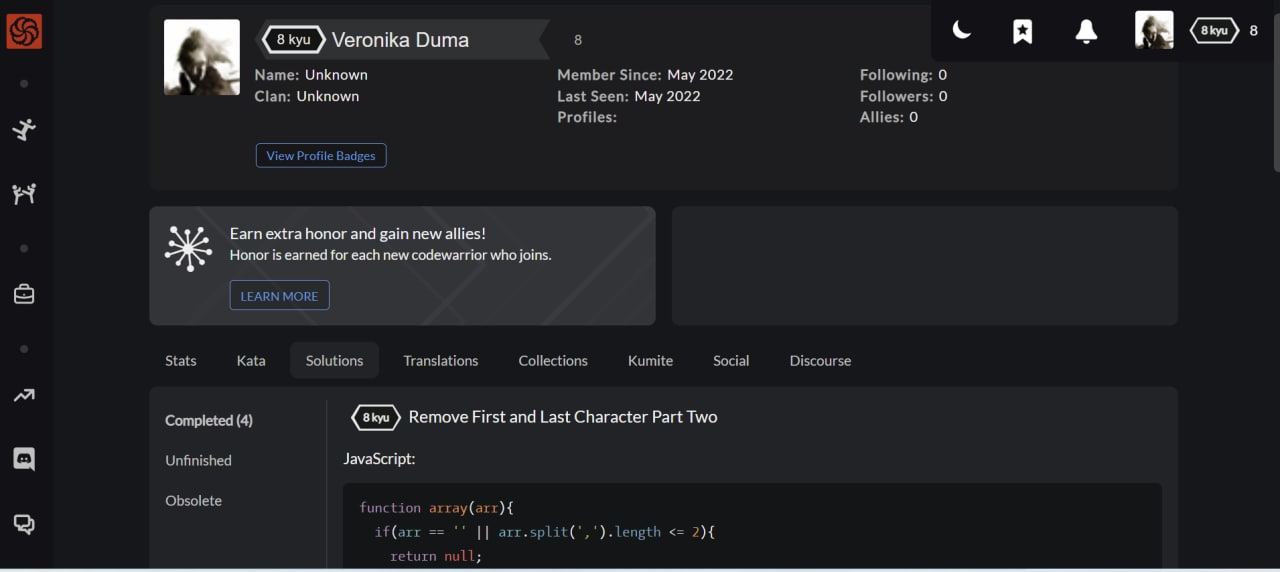 8 kyu Veronika Duma 8
8 kyu 8
Name: Unknown
Clan: Unknown
Member Since: May 2022
Last Seen: May 2022
Profiles:
Following: 0
Followers: 0
Allies: 0
View Profile Badges
Earn extra honor and gain new allies!
Honor is earned for each new codewarrior who joins.
LEARN MORE
Stats Kata Solutions Translations Collections Kumite Social Discourse
Completed (4)
Unfinished
Obsolete
8 kyu Remove First and Last Character Part Two
JavaScript:
function array(arr){
if(arr == '' || arr.split(',').length <= 2){
return null;